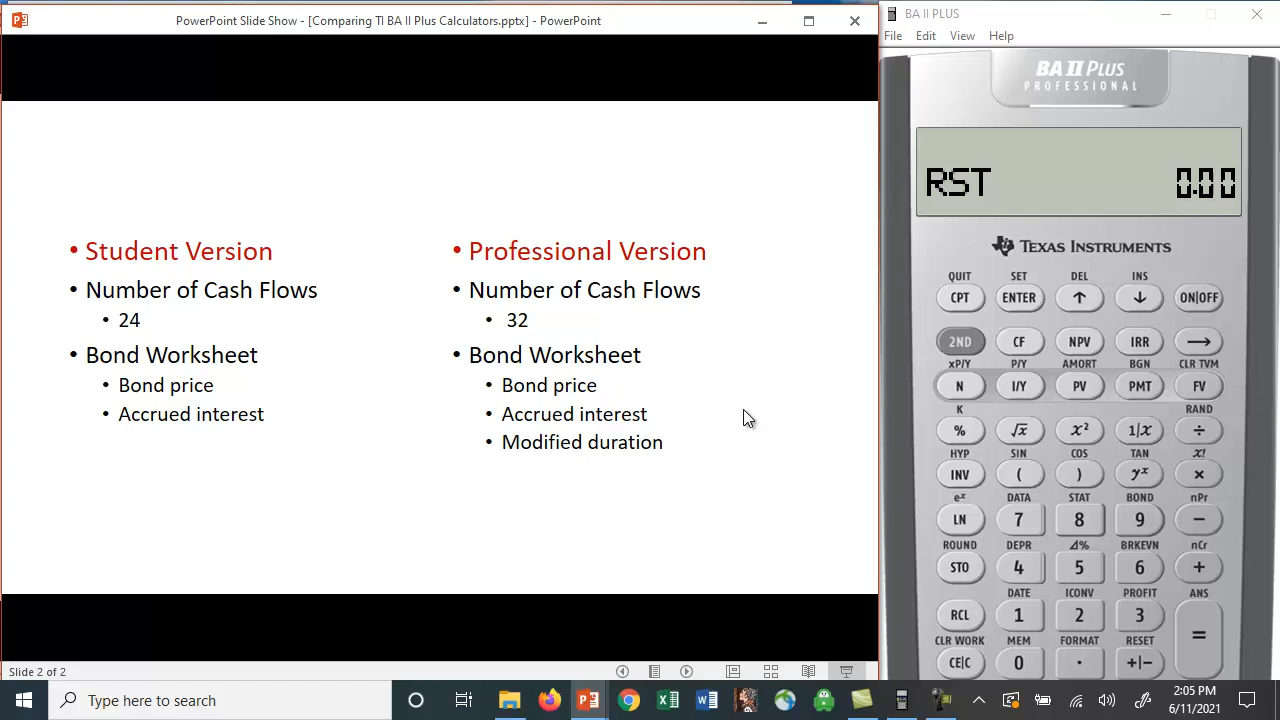 PowerPoint Slide Show - [Comparing TI BA II Plus Calculators.pptx] - PowerPoint
• Student Version
• Number of Cash Flows
• 24
• Bond Worksheet
• Bond price
• Accrued interest
• Professional Version
• Number of Cash Flows
• 32
• Bond Worksheet
• Bond price
• Accrued interest
• Modified duration
Slide 2 of 2
BA II PLUS
File Edit View Help
BA II PLUS
PROFESSIONAL
RST 0.00
TEXAS INSTRUMENTS
QUIT SET DEL INS
CPT ENTER ↑ ↓ ON|OFF
2ND CF NPV IRR →
xP/Y P/Y AMORT BGN CLR TVM
N I/Y PV PMT FV
K RAND
% √x x² 1|x ÷
HYP SIN COS TAN x!
INV ( ) yˣ ×
eˣ DATA STAT BOND nPr
LN 7 8 9 −
ROUND DEPR Δ% BRKEVN nCr
STO 4 5 6 +
DATE ICONV PROFIT ANS
RCL 1 2 3 =
CLR WORK MEM FORMAT RESET
CE|C 0 . +|−
Type here to search
2:05 PM
6/11/2021